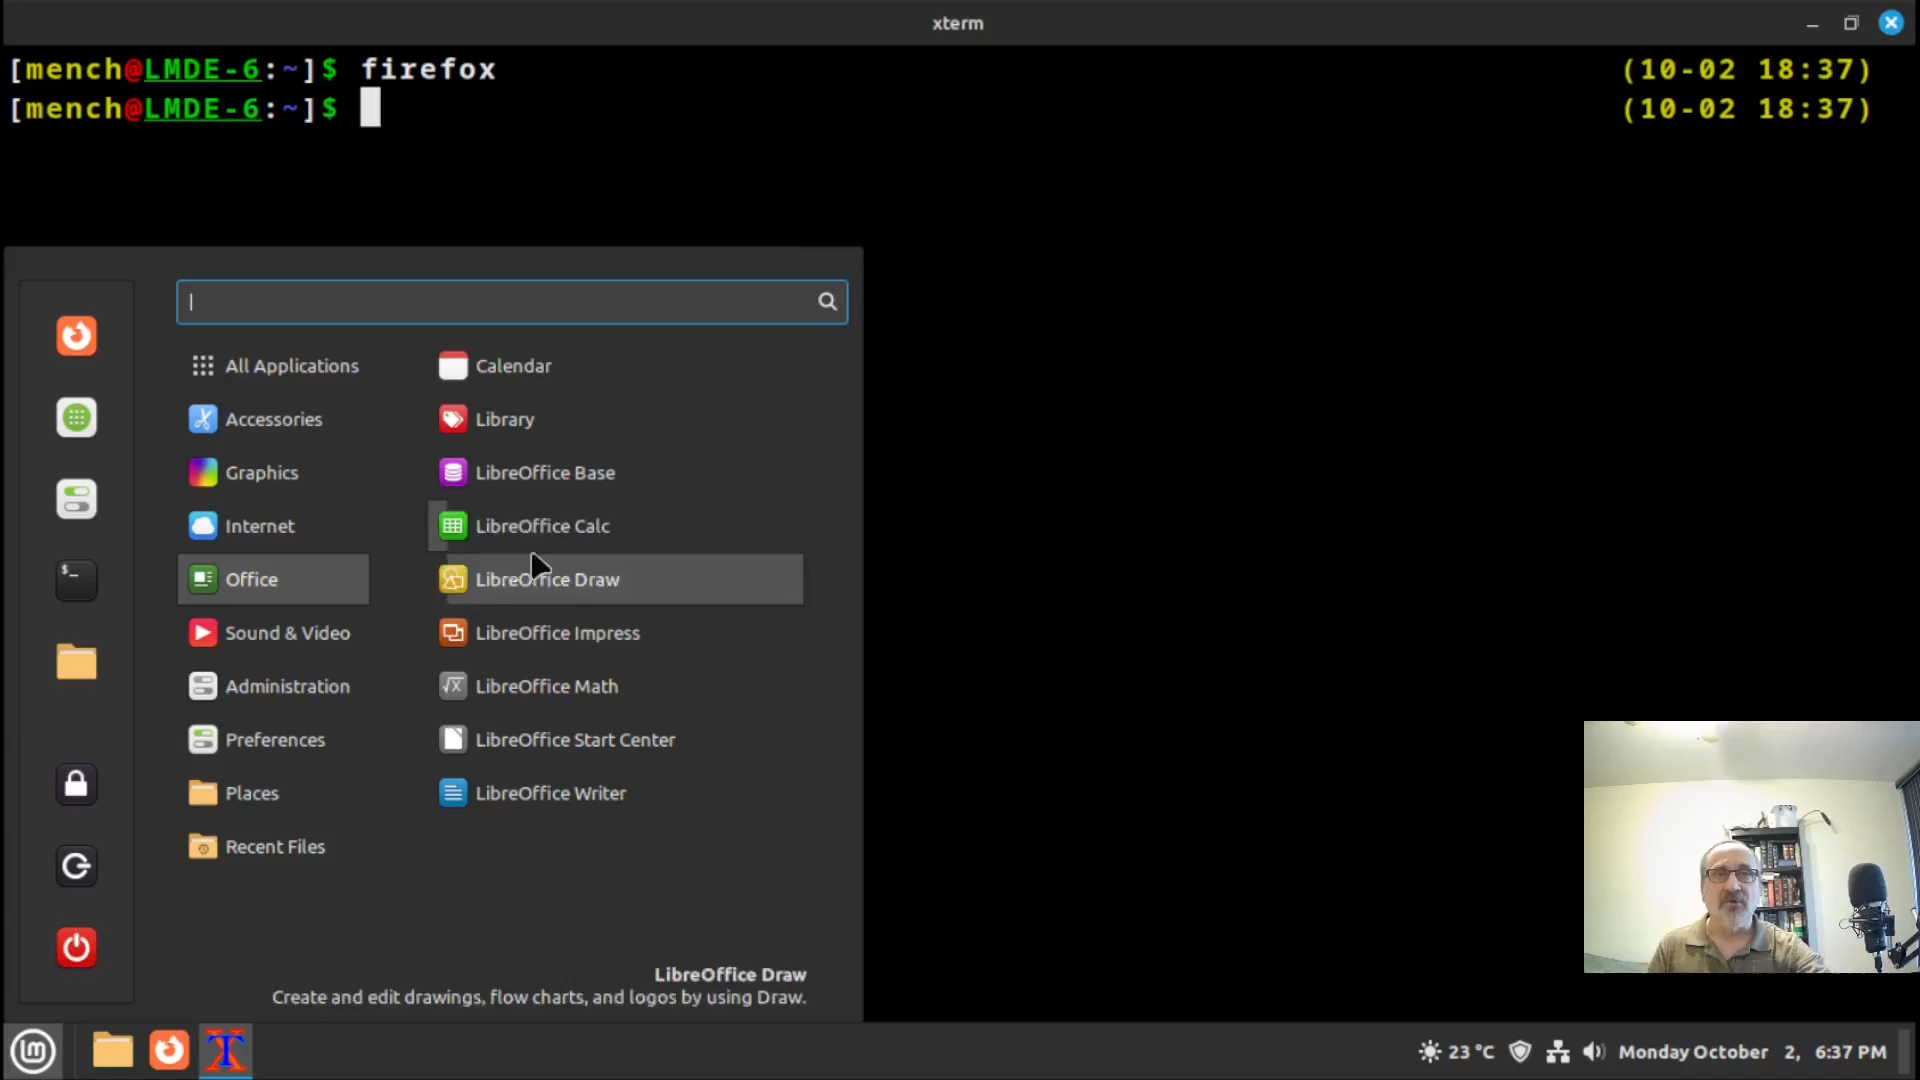 xterm
[mench@LMDE-6:~]$ firefox (10-02 18:37)
[mench@LMDE-6:~]$ (10-02 18:37)
All Applications
Accessories
Graphics
Internet
Office
Sound & Video
Administration
Preferences
Places
Recent Files
Calendar
Library
LibreOffice Base
LibreOffice Calc
LibreOffice Draw
LibreOffice Impress
LibreOffice Math
LibreOffice Start Center
LibreOffice Writer
LibreOffice Draw
Create and edit drawings, flow charts, and logos by using Draw.
23 °C Monday October 2, 6:37 PM